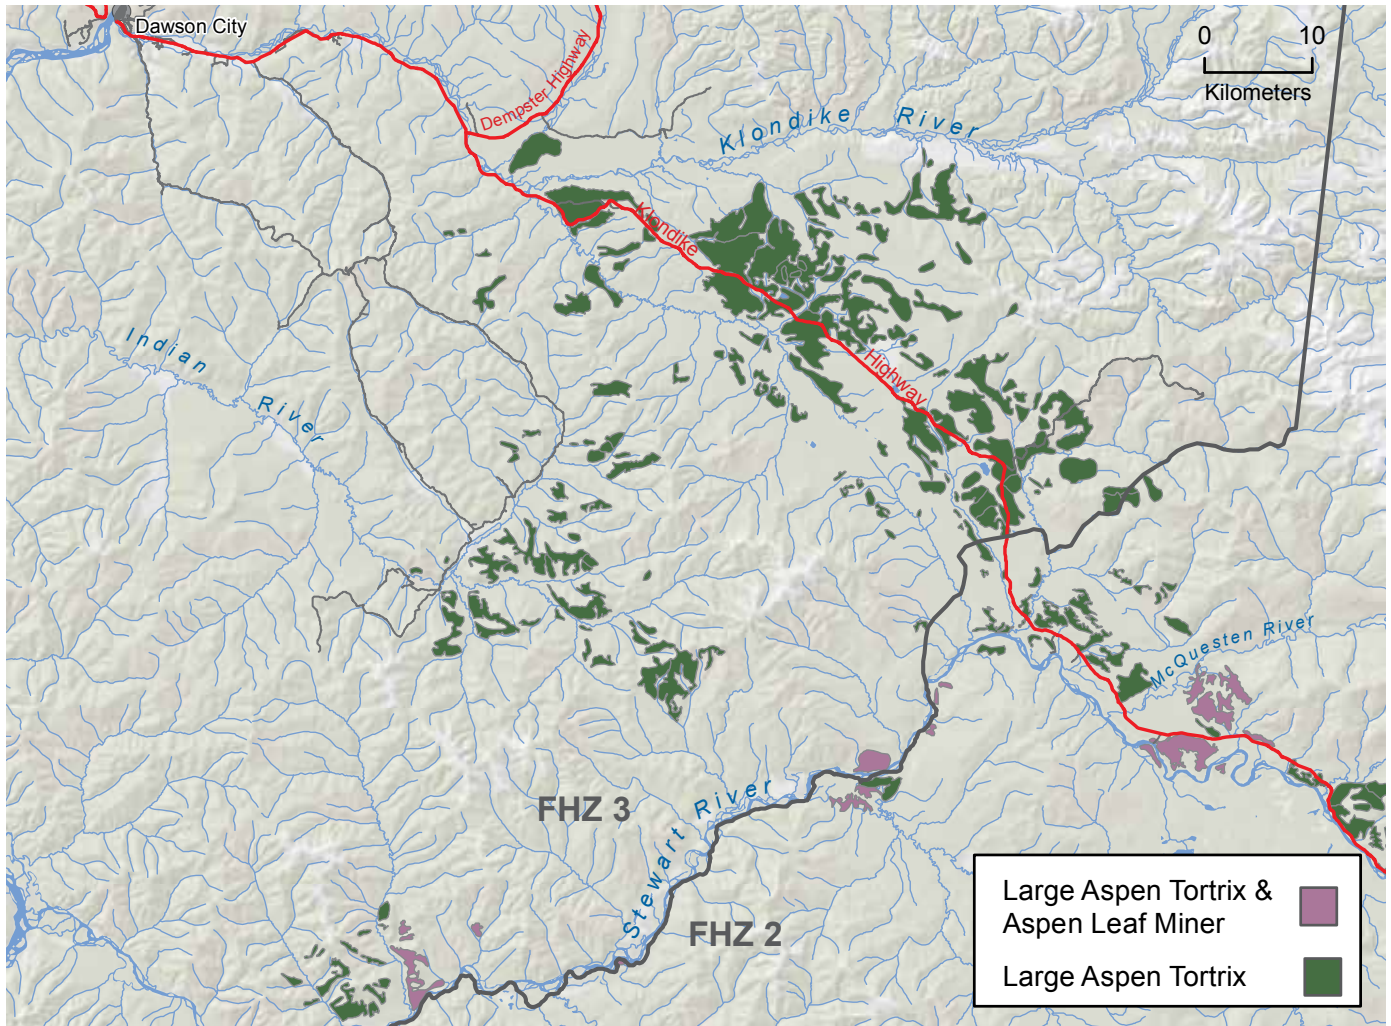 Dawson City
0 10
Kilometers
Dempster Highway
Klondike River
Klondike
Highway
Indian
River
McQuesten River
Stewart River
FHZ 3
FHZ 2
Large Aspen Tortrix &
Aspen Leaf Miner
Large Aspen Tortrix